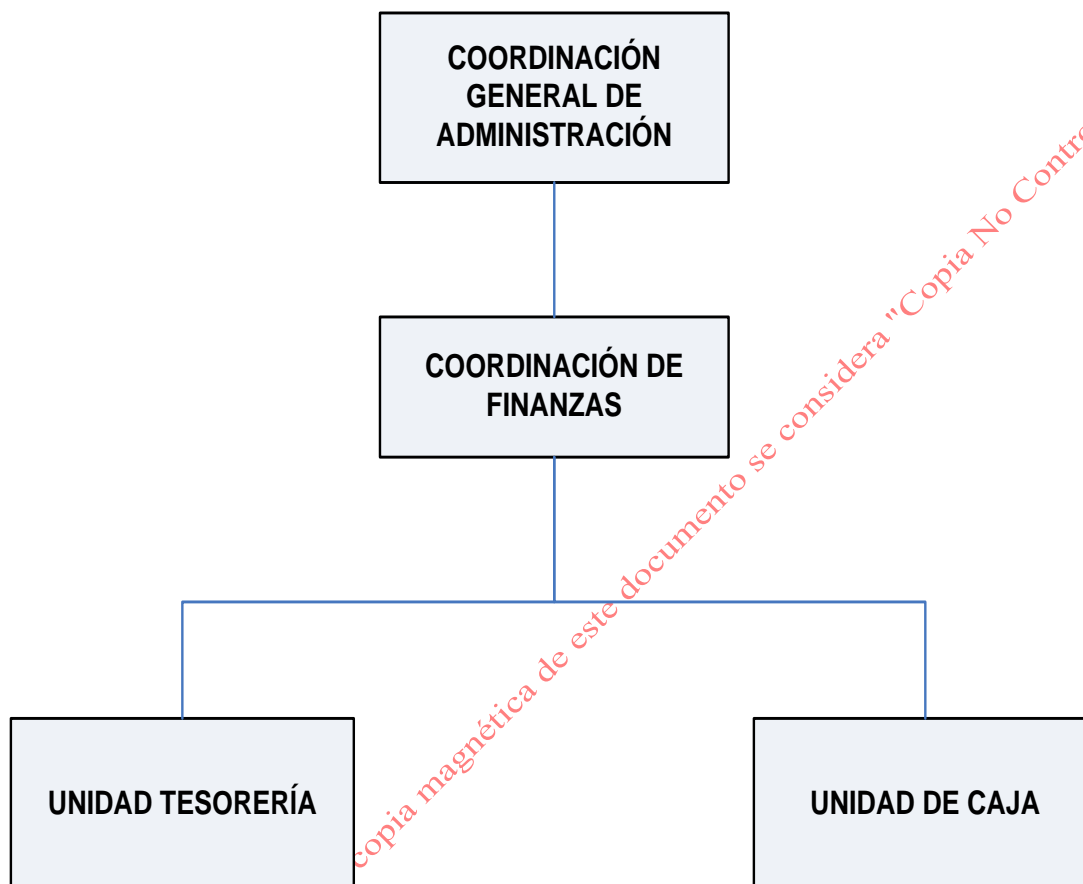 COORDINACIÓN
GENERAL DE
ADMINISTRACIÓN
COORDINACIÓN DE
FINANZAS
UNIDAD TESORERÍA
UNIDAD DE CAJA
copia magnética de este documento se considera "Copia No